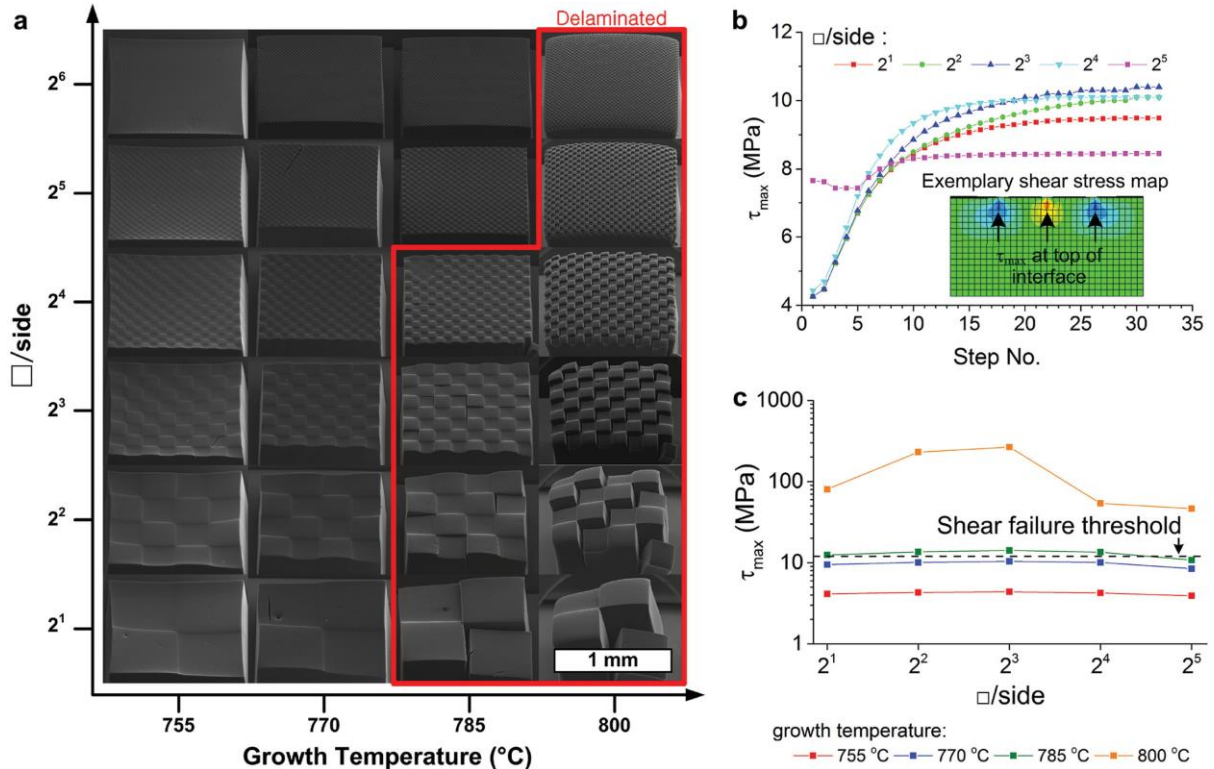 a
Delaminated
2⁶
2⁵
2⁴
2³
2²
2¹
□/side
1 mm
755 770 785 800
Growth Temperature (°C)
b
□/side :
2¹ 2² 2³ 2⁴ 2⁵
12
10
8
6
4
τmax (MPa)
Exemplary shear stress map
τmax at top of
interface
0 5 10 15 20 25 30 35
Step No.
c
1000
100
10
1
τmax (MPa)
Shear failure threshold
2¹ 2² 2³ 2⁴ 2⁵
□/side
growth temperature:
755 °C 770 °C 785 °C 800 °C